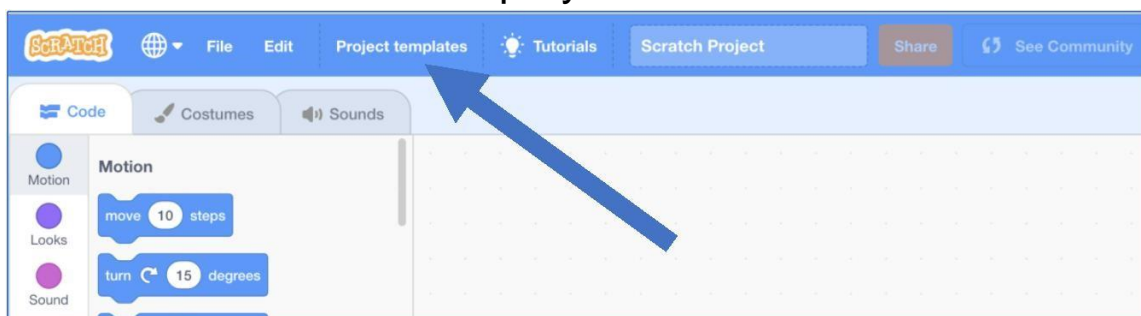 SCRATCH File Edit Project templates Tutorials Scratch Project Share See Community
Code Costumes Sounds
Motion
Motion
move 10 steps
Looks
turn 15 degrees
Sound